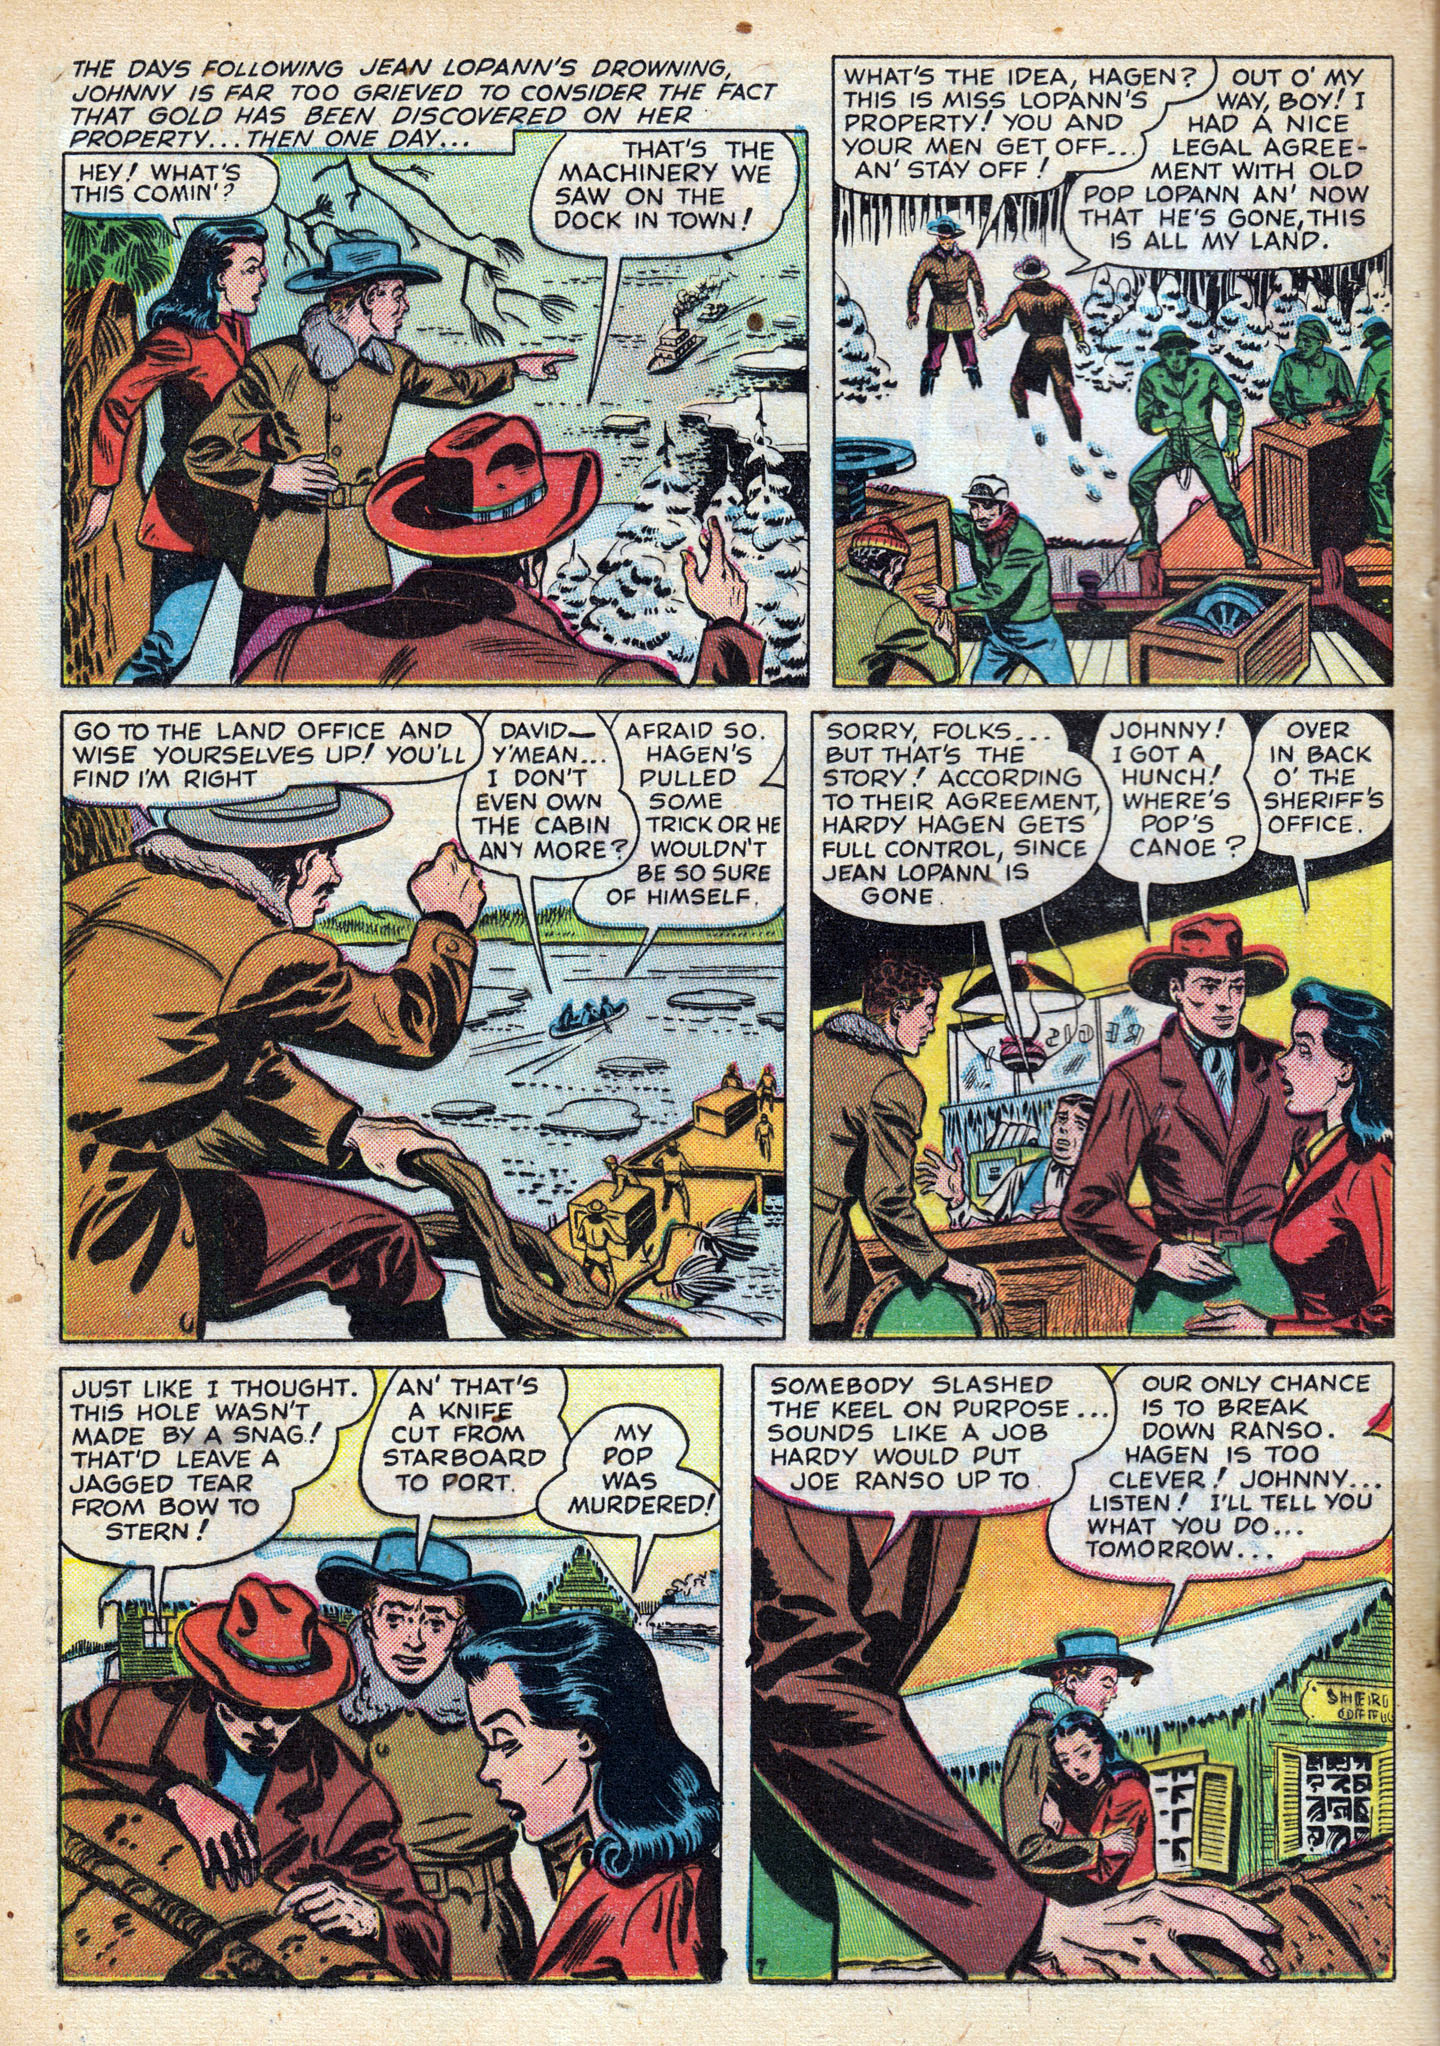 THE DAYS FOLLOWING JEAN LOPANN'S DROWNING,
JOHNNY IS FAR TOO GRIEVED TO CONSIDER THE FACT
THAT GOLD HAS BEEN DISCOVERED ON HER
PROPERTY...THEN ONE DAY...
HEY! WHAT'S
THIS COMIN'?
THAT'S THE
MACHINERY WE
SAW ON THE
DOCK IN TOWN!
WHAT'S THE IDEA, HAGEN?
THIS IS MISS LOPANN'S
PROPERTY! YOU AND
YOUR MEN GET OFF...
AN' STAY OFF!
OUT O' MY
WAY, BOY! I
HAD A NICE
LEGAL AGREE-
MENT WITH OLD
POP LOPANN AN' NOW
THAT HE'S GONE, THIS
IS ALL MY LAND.
GO TO THE LAND OFFICE AND
WISE YOURSELVES UP! YOU'LL
FIND I'M RIGHT
DAVID—
Y'MEAN...
I DON'T
EVEN OWN
THE CABIN
ANY MORE?
AFRAID SO.
HAGEN'S
PULLED
SOME
TRICK OR HE
WOULDN'T
BE SO SURE
OF HIMSELF.
SORRY, FOLKS...
BUT THAT'S THE
STORY! ACCORDING
TO THEIR AGREEMENT,
HARDY HAGEN GETS
FULL CONTROL, SINCE
JEAN LOPANN IS
GONE.
JOHNNY!
I GOT A
HUNCH!
WHERE'S
POP'S
CANOE?
OVER
IN BACK
O' THE
SHERIFF'S
OFFICE.
JUST LIKE I THOUGHT.
THIS HOLE WASN'T
MADE BY A SNAG!
THAT'D LEAVE A
JAGGED TEAR
FROM BOW TO
STERN!
AN' THAT'S
A KNIFE
CUT FROM
STARBOARD
TO PORT.
MY
POP
WAS
MURDERED!
SOMEBODY SLASHED
THE KEEL ON PURPOSE...
SOUNDS LIKE A JOB
HARDY WOULD PUT
JOE RANSO UP TO.
OUR ONLY CHANCE
IS TO BREAK
DOWN RANSO.
HAGEN IS TOO
CLEVER! JOHNNY...
LISTEN! I'LL TELL YOU
WHAT YOU DO...
TOMORROW...
7